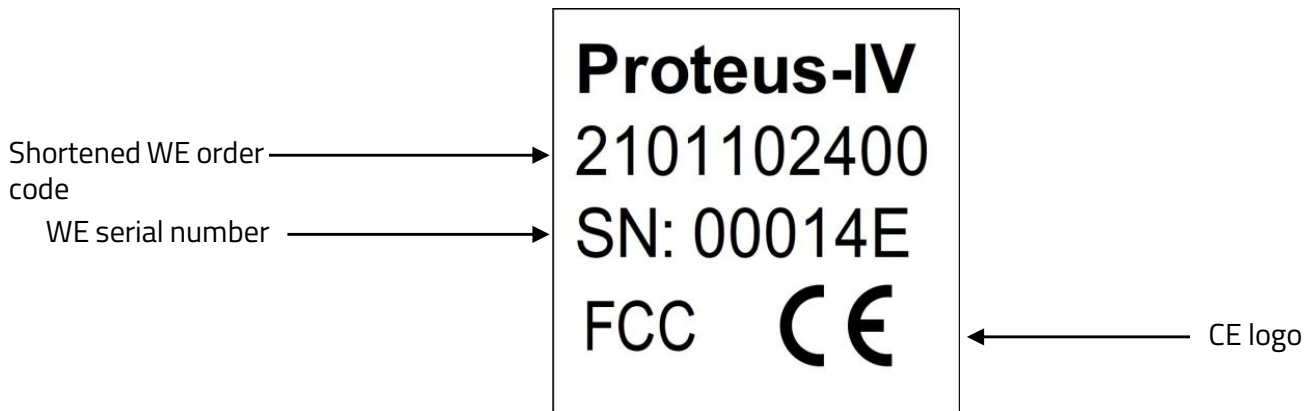 Proteus-IV
Shortened WE order
code
2101102400
WE serial number
SN: 00014E
FCC CE
CE logo